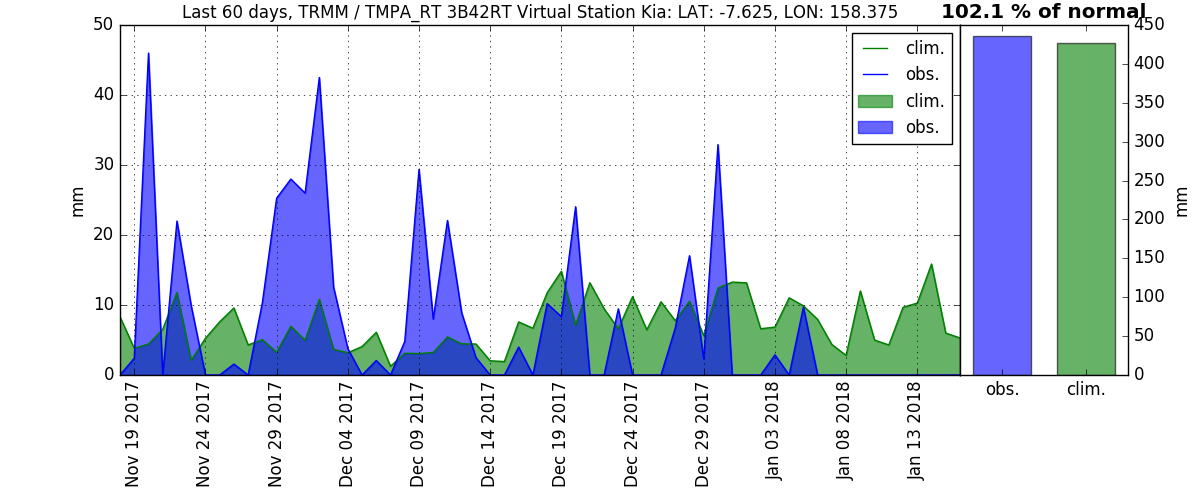 Last 60 days, TRMM / TMPA_RT 3B42RT Virtual Station Kia: LAT: -7.625, LON: 158.375
102.1 % of normal
50
40
30
20
10
0
mm
clim.
obs.
clim.
obs.
450
400
350
300
250
200
150
100
50
0
mm
obs.
clim.
Nov 19 2017
Nov 24 2017
Nov 29 2017
Dec 04 2017
Dec 09 2017
Dec 14 2017
Dec 19 2017
Dec 24 2017
Dec 29 2017
Jan 03 2018
Jan 08 2018
Jan 13 2018